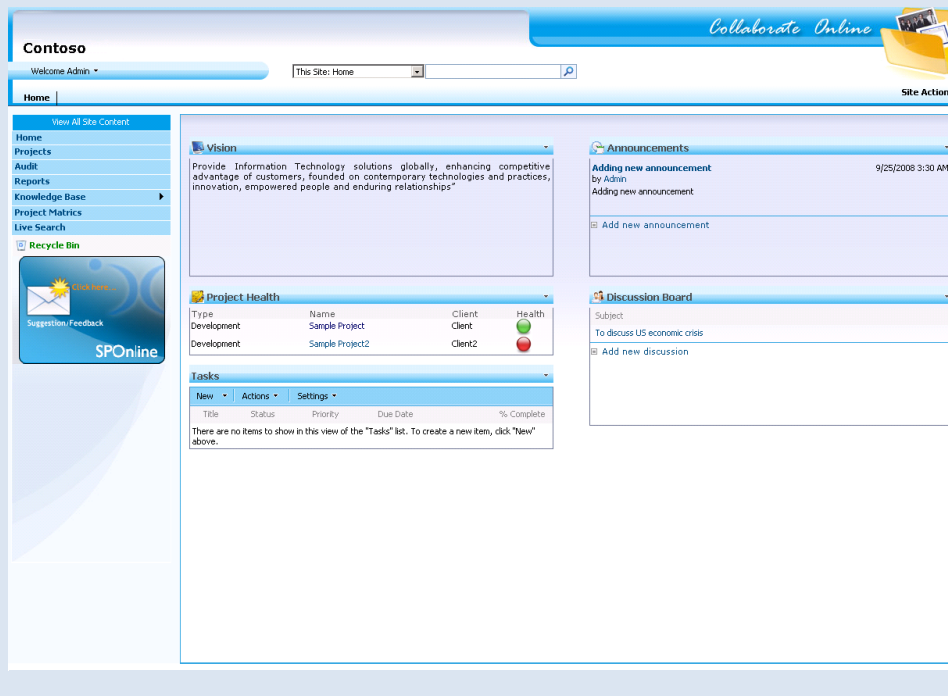 Collaborate Online
Contoso
Welcome Admin
This Site: Home
Home
Site Action
View All Site Content
Home
Projects
Audit
Reports
Knowledge Base
Project Matrics
Live Search
Recycle Bin
Click here...
Suggestion/Feedback
SPOnline
Vision
Provide Information Technology solutions globally, enhancing competitive
advantage of customers, founded on contemporary technologies and practices,
innovation, empowered people and enduring relationships”
Project Health
Type Name Client Health
Development Sample Project Client
Development Sample Project2 Client2
Tasks
New Actions Settings
Title Status Priority Due Date % Complete
There are no items to show in this view of the "Tasks" list. To create a new item, click "New"
above.
Announcements
Adding new announcement 9/25/2008 3:30 AM
by Admin
Adding new announcement
Add new announcement
Discussion Board
Subject
To discuss US economic crisis
Add new discussion